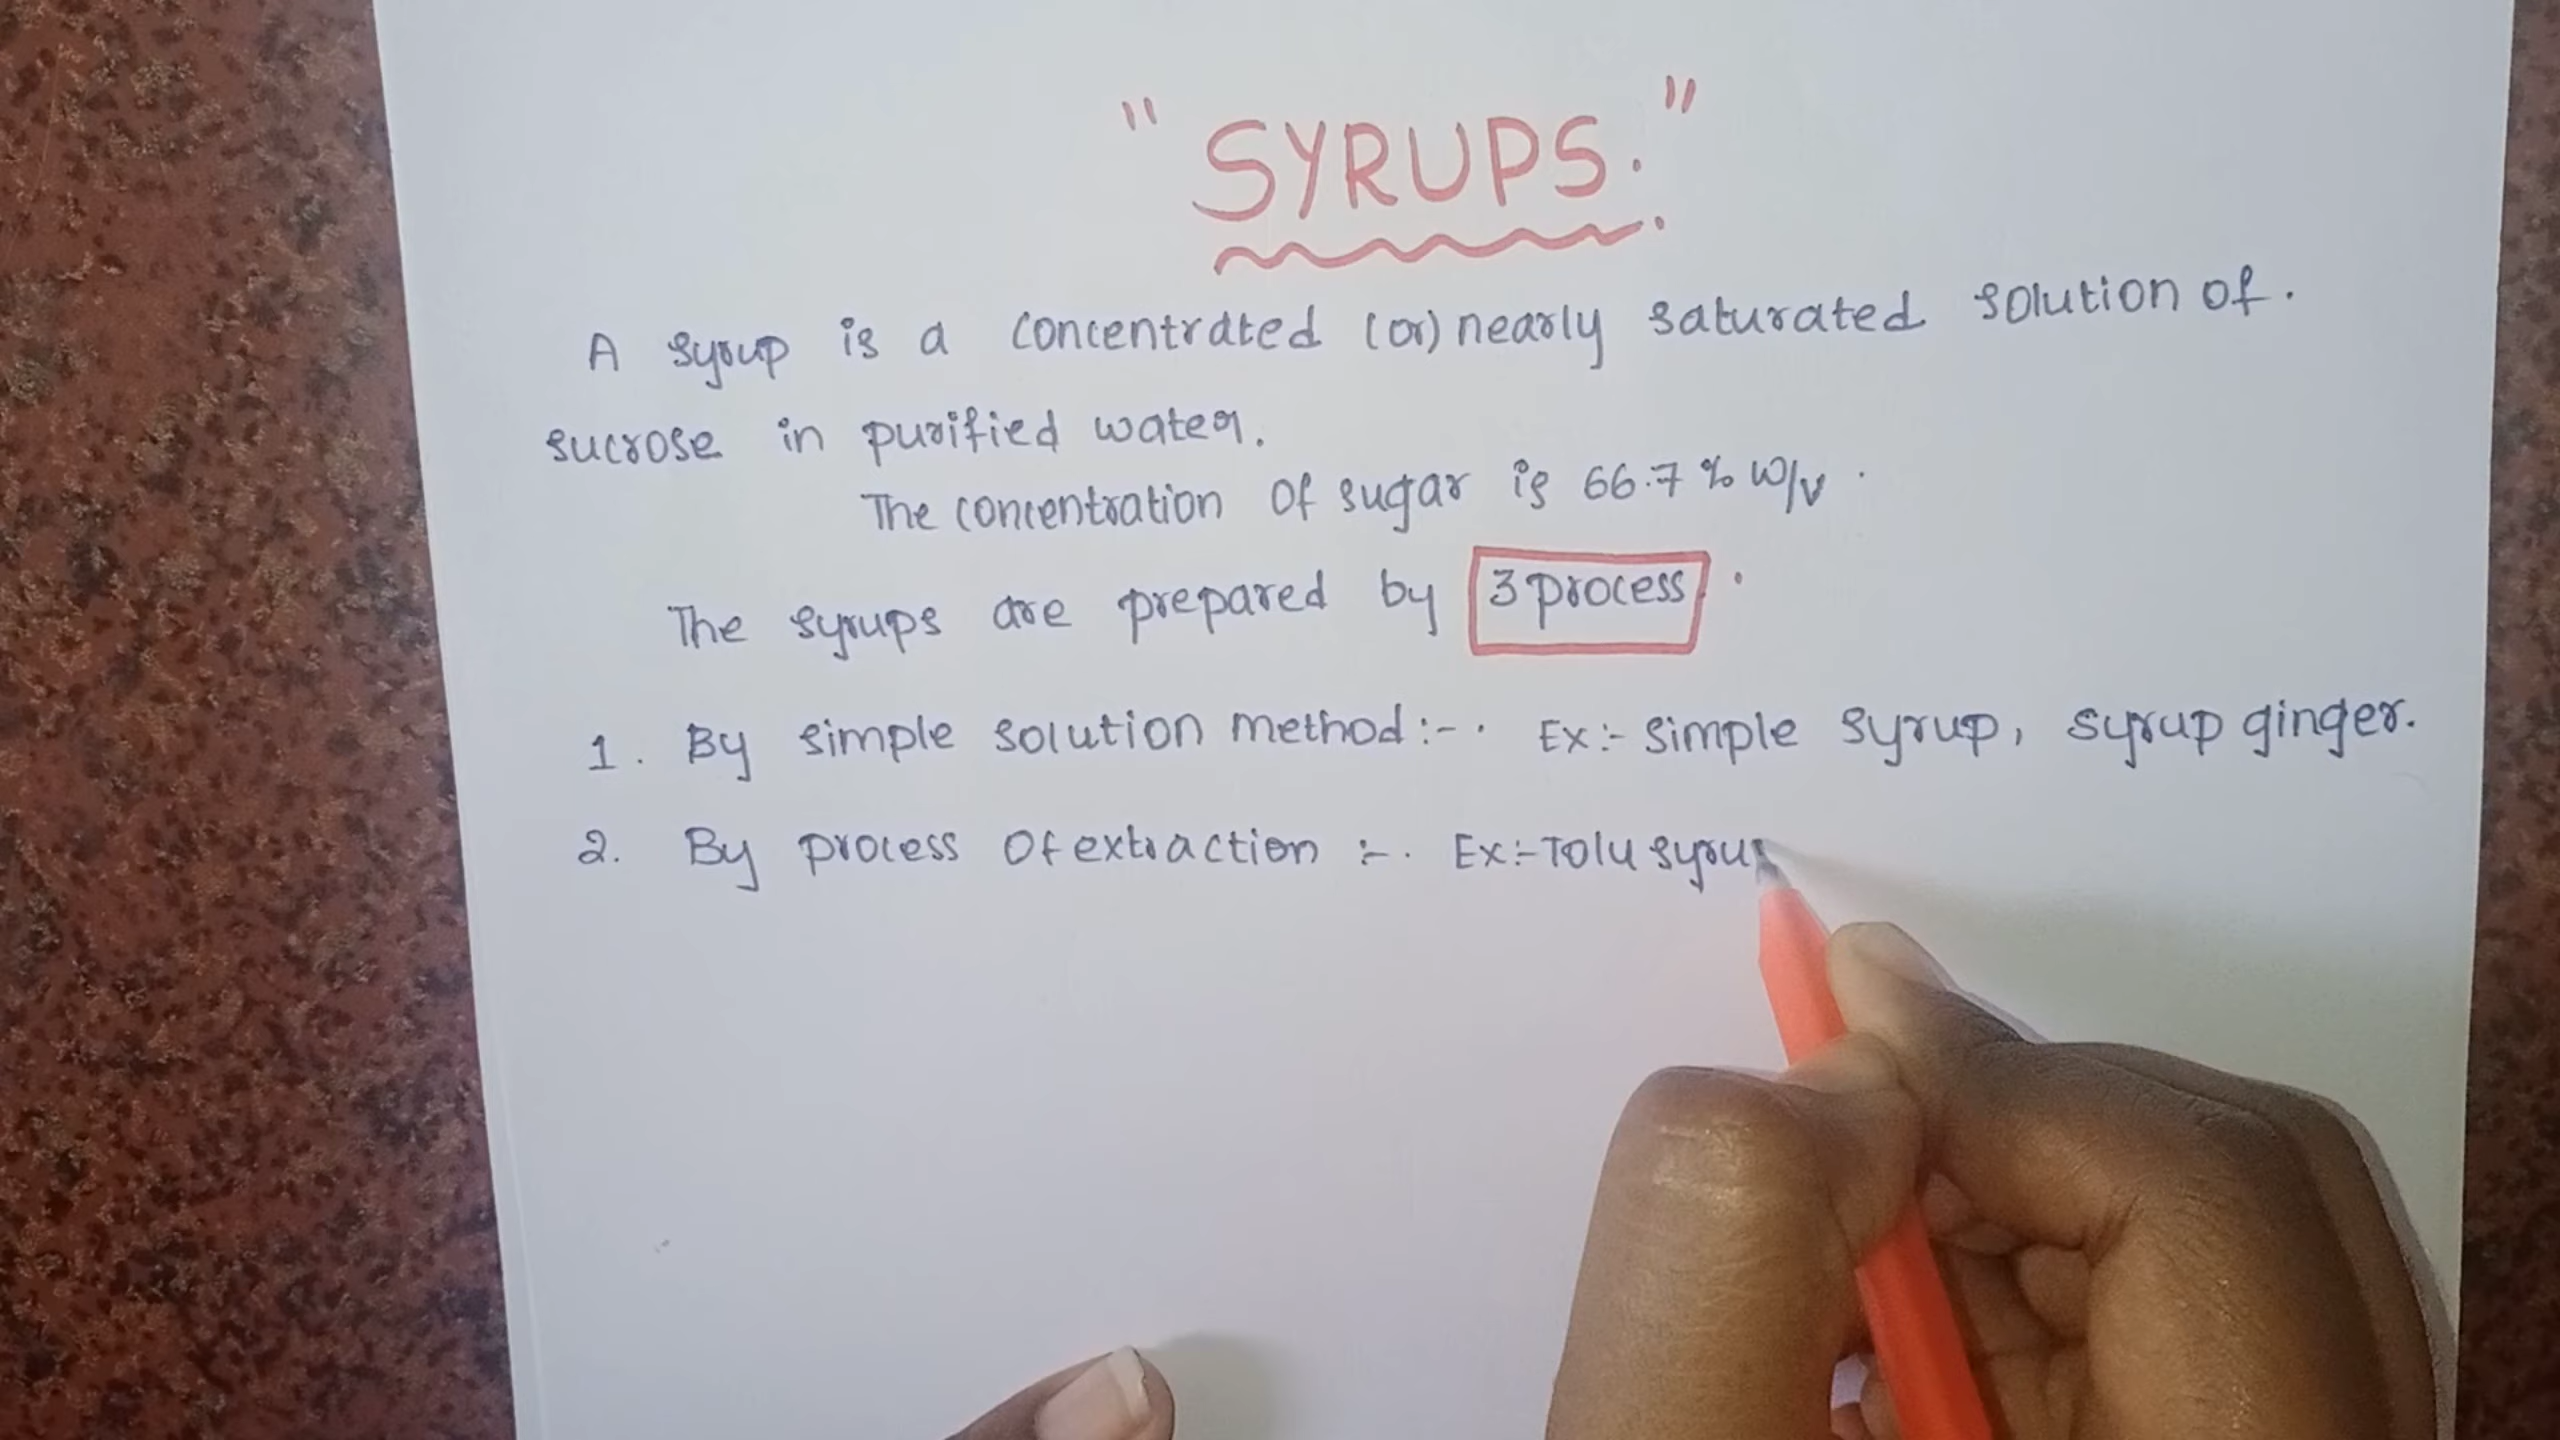 "SYRUPS."
A syrup is a concentrated (or) nearly saturated solution of.
sucrose in purified water.
The concentration of sugar is 66.7% W/V.
The syrups are prepared by 3 process.
1. By simple solution method:-. Ex:- simple syrup, syrup ginger.
2. By process of extraction :-. Ex:- Tolu syru